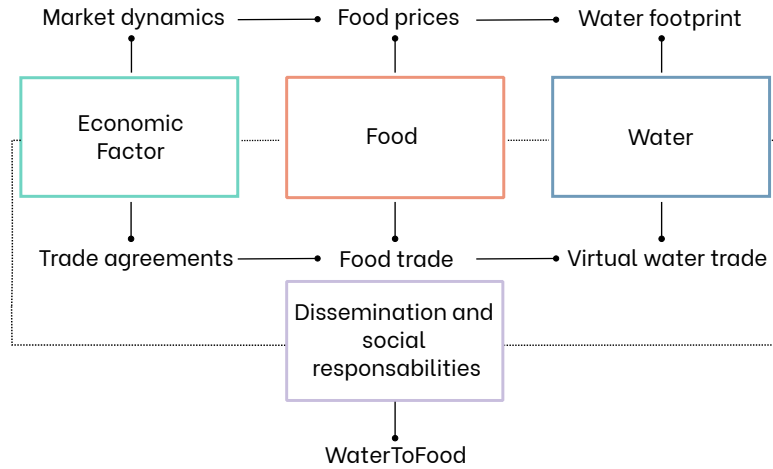 Market dynamics
Food prices
Water footprint
Economic
Factor
Food
Water
Trade agreements
Food trade
Virtual water trade
Dissemination and
social
responsabilities
WaterToFood